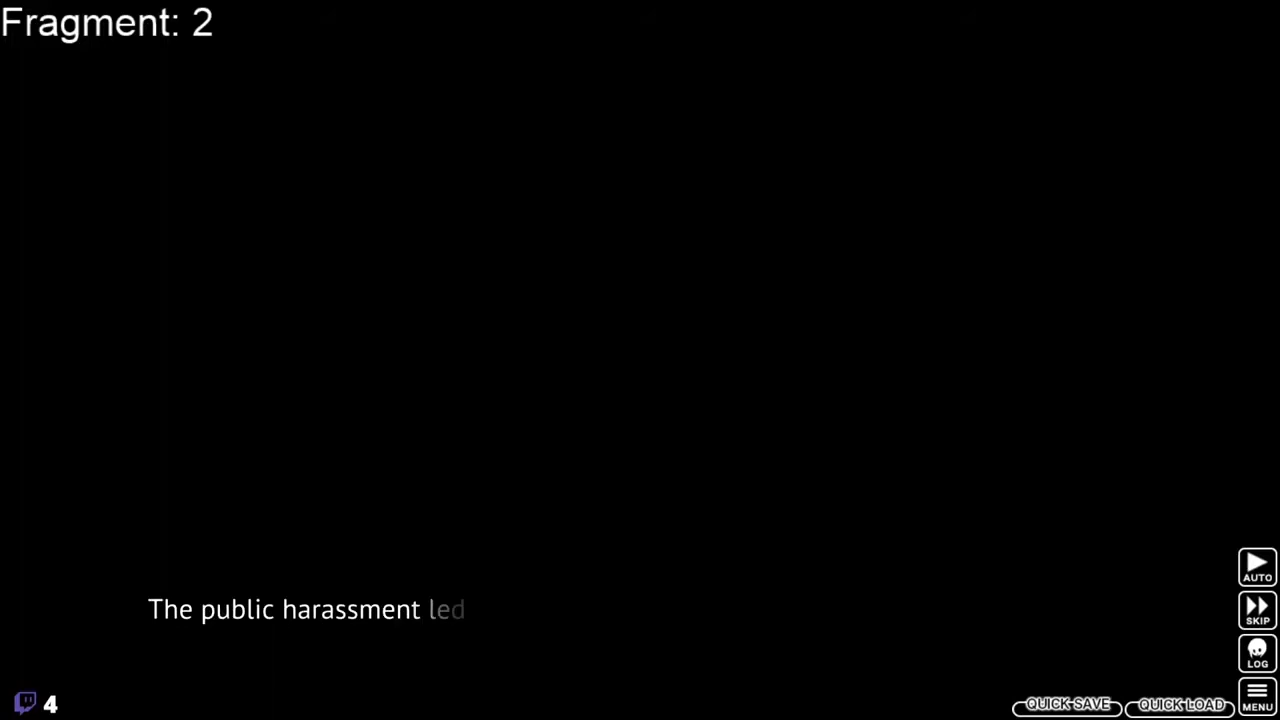 Fragment: 2
The public harassment led
AUTO
SKIP
LOG
MENU
4
QUICK SAVE
QUICK LOAD